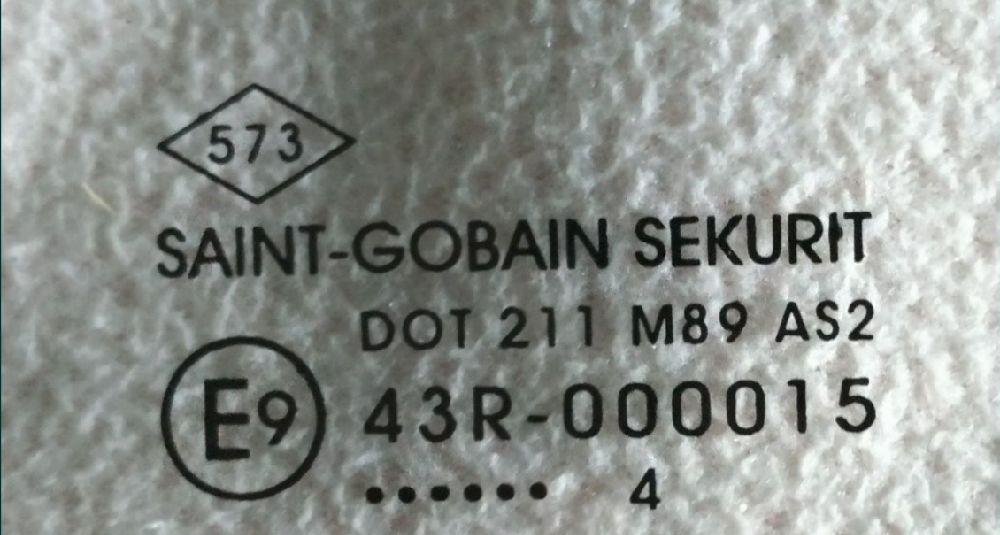 573
SAINT-GOBAIN SEKURIT
DOT 211 M89 AS2
E9 43R-000015
...... 4